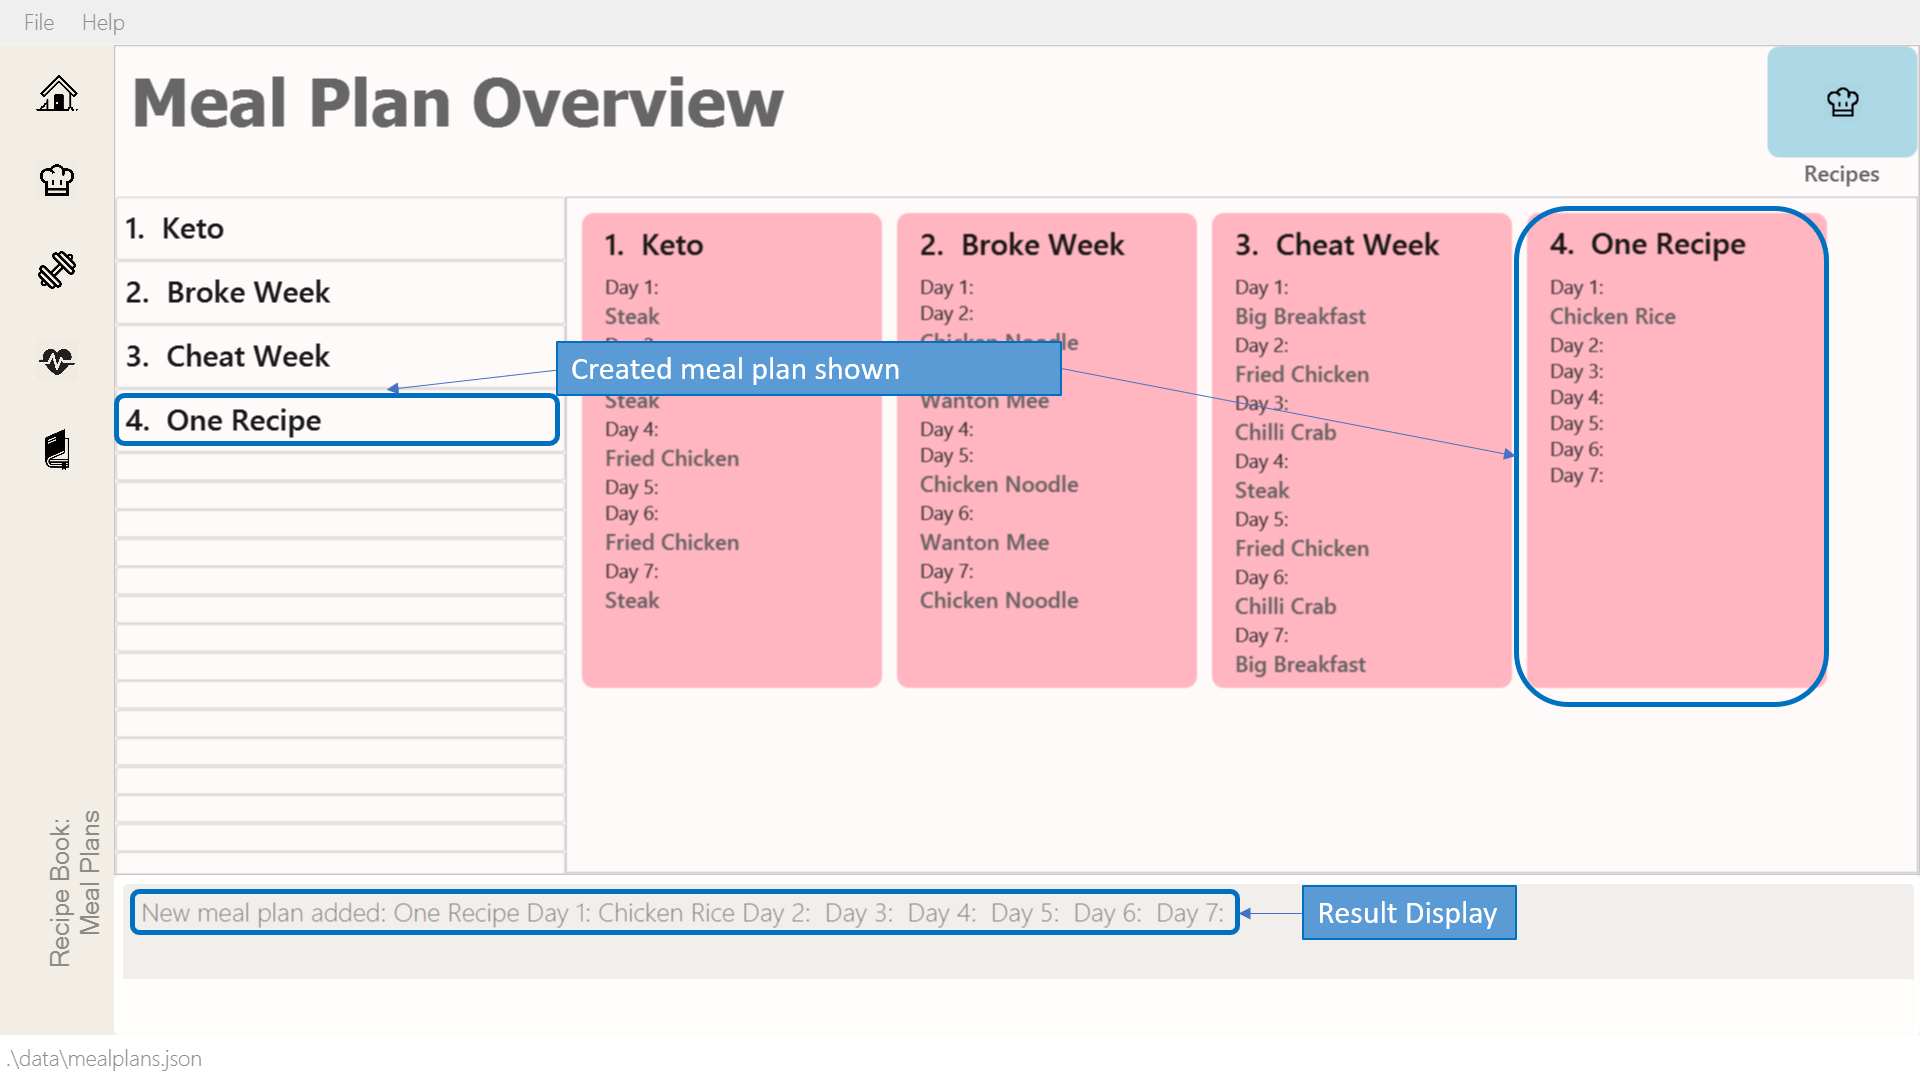 File Help
Meal Plan Overview
Recipes
1. Keto
2. Broke Week
3. Cheat Week
4. One Recipe
1. Keto
Day 1:
Steak
Steak
Day 4:
Fried Chicken
Day 5:
Day 6:
Fried Chicken
Day 7:
Steak
2. Broke Week
Day 1:
Day 2:
Chicken Noodle
Wanton Mee
Day 4:
Day 5:
Chicken Noodle
Day 6:
Wanton Mee
Day 7:
Chicken Noodle
3. Cheat Week
Day 1:
Big Breakfast
Day 2:
Fried Chicken
Day 3:
Chilli Crab
Day 4:
Steak
Day 5:
Fried Chicken
Day 6:
Chilli Crab
Day 7:
Big Breakfast
4. One Recipe
Day 1:
Chicken Rice
Day 2:
Day 3:
Day 4:
Day 5:
Day 6:
Day 7:
Created meal plan shown
Recipe Book:
Meal Plans
New meal plan added: One Recipe Day 1: Chicken Rice Day 2: Day 3: Day 4: Day 5: Day 6: Day 7:
Result Display
.\data\mealplans.json